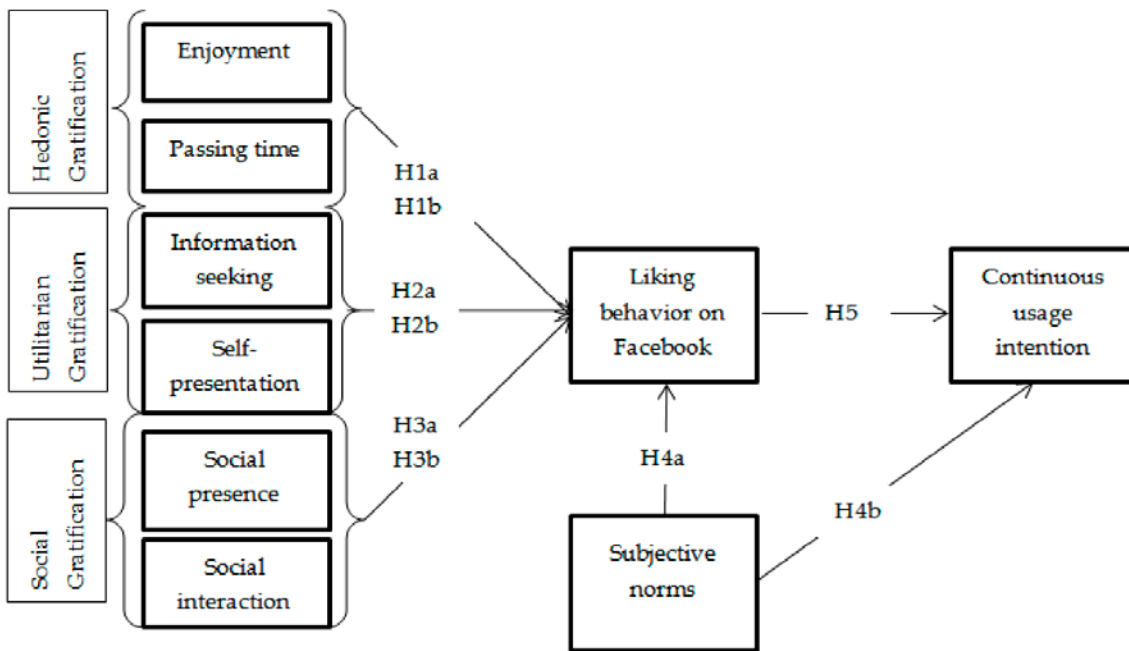 Hedonic
Gratification
Enjoyment
Passing time
H1a
H1b
Utilitarian
Gratification
Information
seeking
Self-
presentation
H2a
H2b
Social
Gratification
Social
presence
Social
interaction
H3a
H3b
Liking
behavior on
Facebook
H5
Continuous
usage
intention
H4a
H4b
Subjective
norms